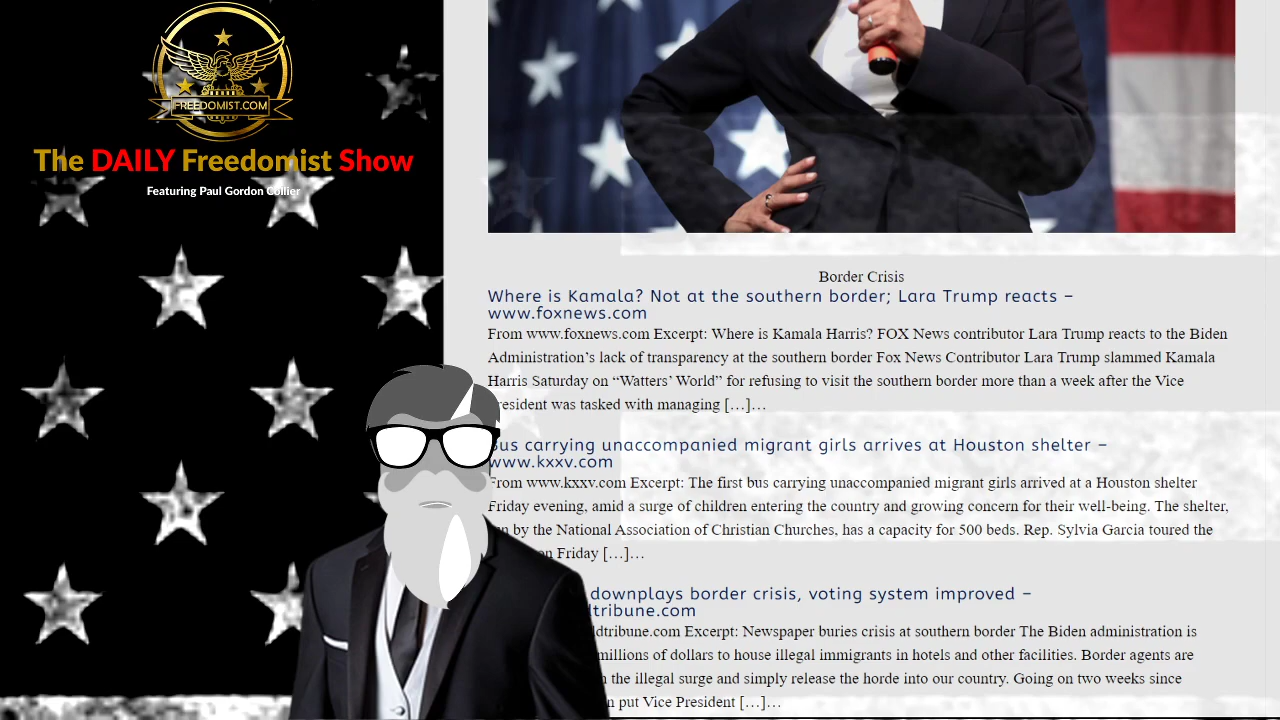 FREEDOMIST.COM
The DAILY Freedomist Show
Featuring Paul Gordon Collier
Border Crisis
Where is Kamala? Not at the southern border; Lara Trump reacts –
www.foxnews.com
From www.foxnews.com Excerpt: Where is Kamala Harris? FOX News contributor Lara Trump reacts to the Biden
Administration’s lack of transparency at the southern border Fox News Contributor Lara Trump slammed Kamala
Harris Saturday on “Watters’ World” for refusing to visit the southern border more than a week after the Vice
President was tasked with managing […]…
Bus carrying unaccompanied migrant girls arrives at Houston shelter –
www.kxxv.com
From www.kxxv.com Excerpt: The first bus carrying unaccompanied migrant girls arrived at a Houston shelter
Friday evening, amid a surge of children entering the country and growing concern for their well-being. The shelter,
by the National Association of Christian Churches, has a capacity for 500 beds. Rep. Sylvia Garcia toured the
on Friday […]…
downplays border crisis, voting system improved –
ldtribune.com
ldtribune.com Excerpt: Newspaper buries crisis at southern border The Biden administration is
millions of dollars to house illegal immigrants in hotels and other facilities. Border agents are
the illegal surge and simply release the horde into our country. Going on two weeks since
put Vice President […]…